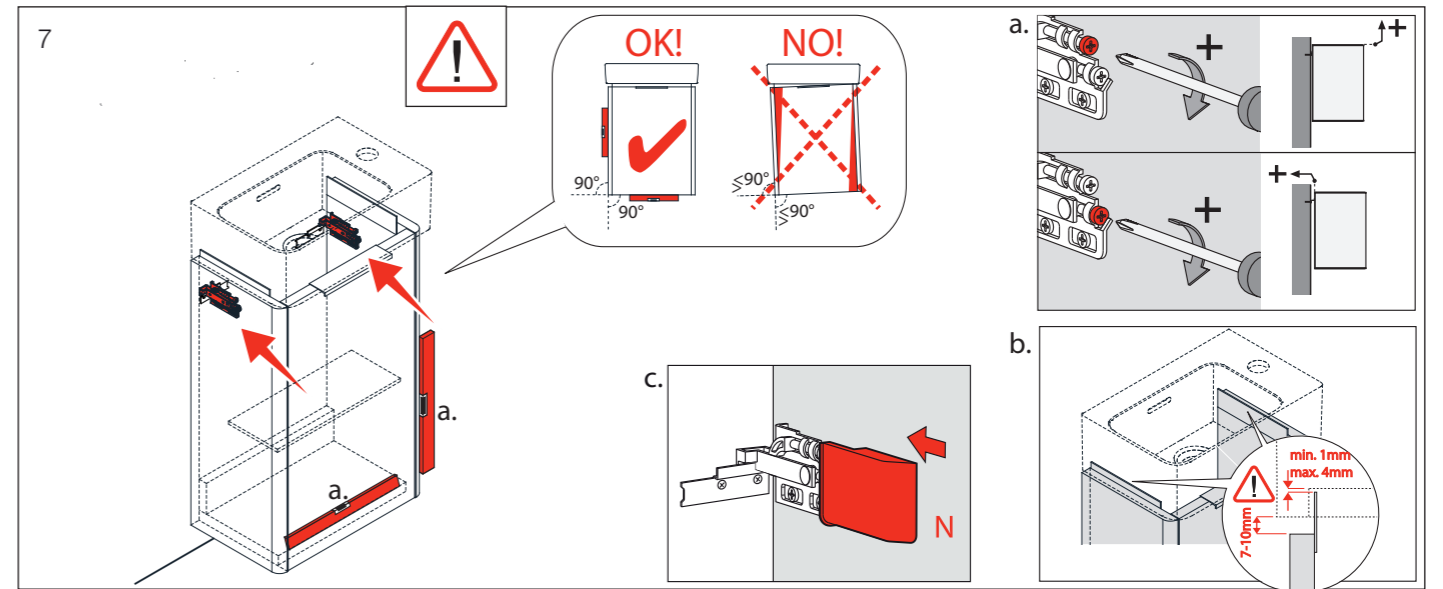 7
!
OK!
NO!
90°
90°
≶90°
≶90°
a.
+
+
+
+
a.
a.
b.
min. 1mm
max. 4mm
!
7-10mm
c.
N